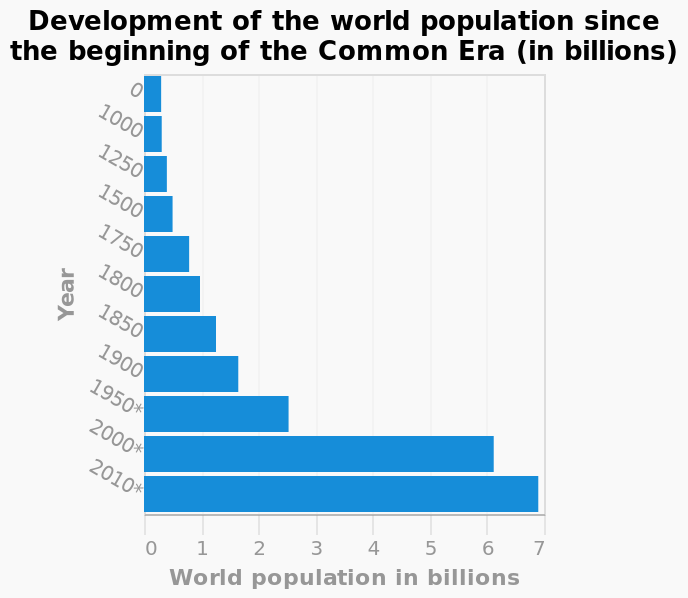 Development of the world population since
the beginning of the Common Era (in billions)
0
1000
1250
1500
1750
1800
1850
1900
1950*
2000*
2010*
Year
0 1 2 3 4 5 6 7
World population in billions